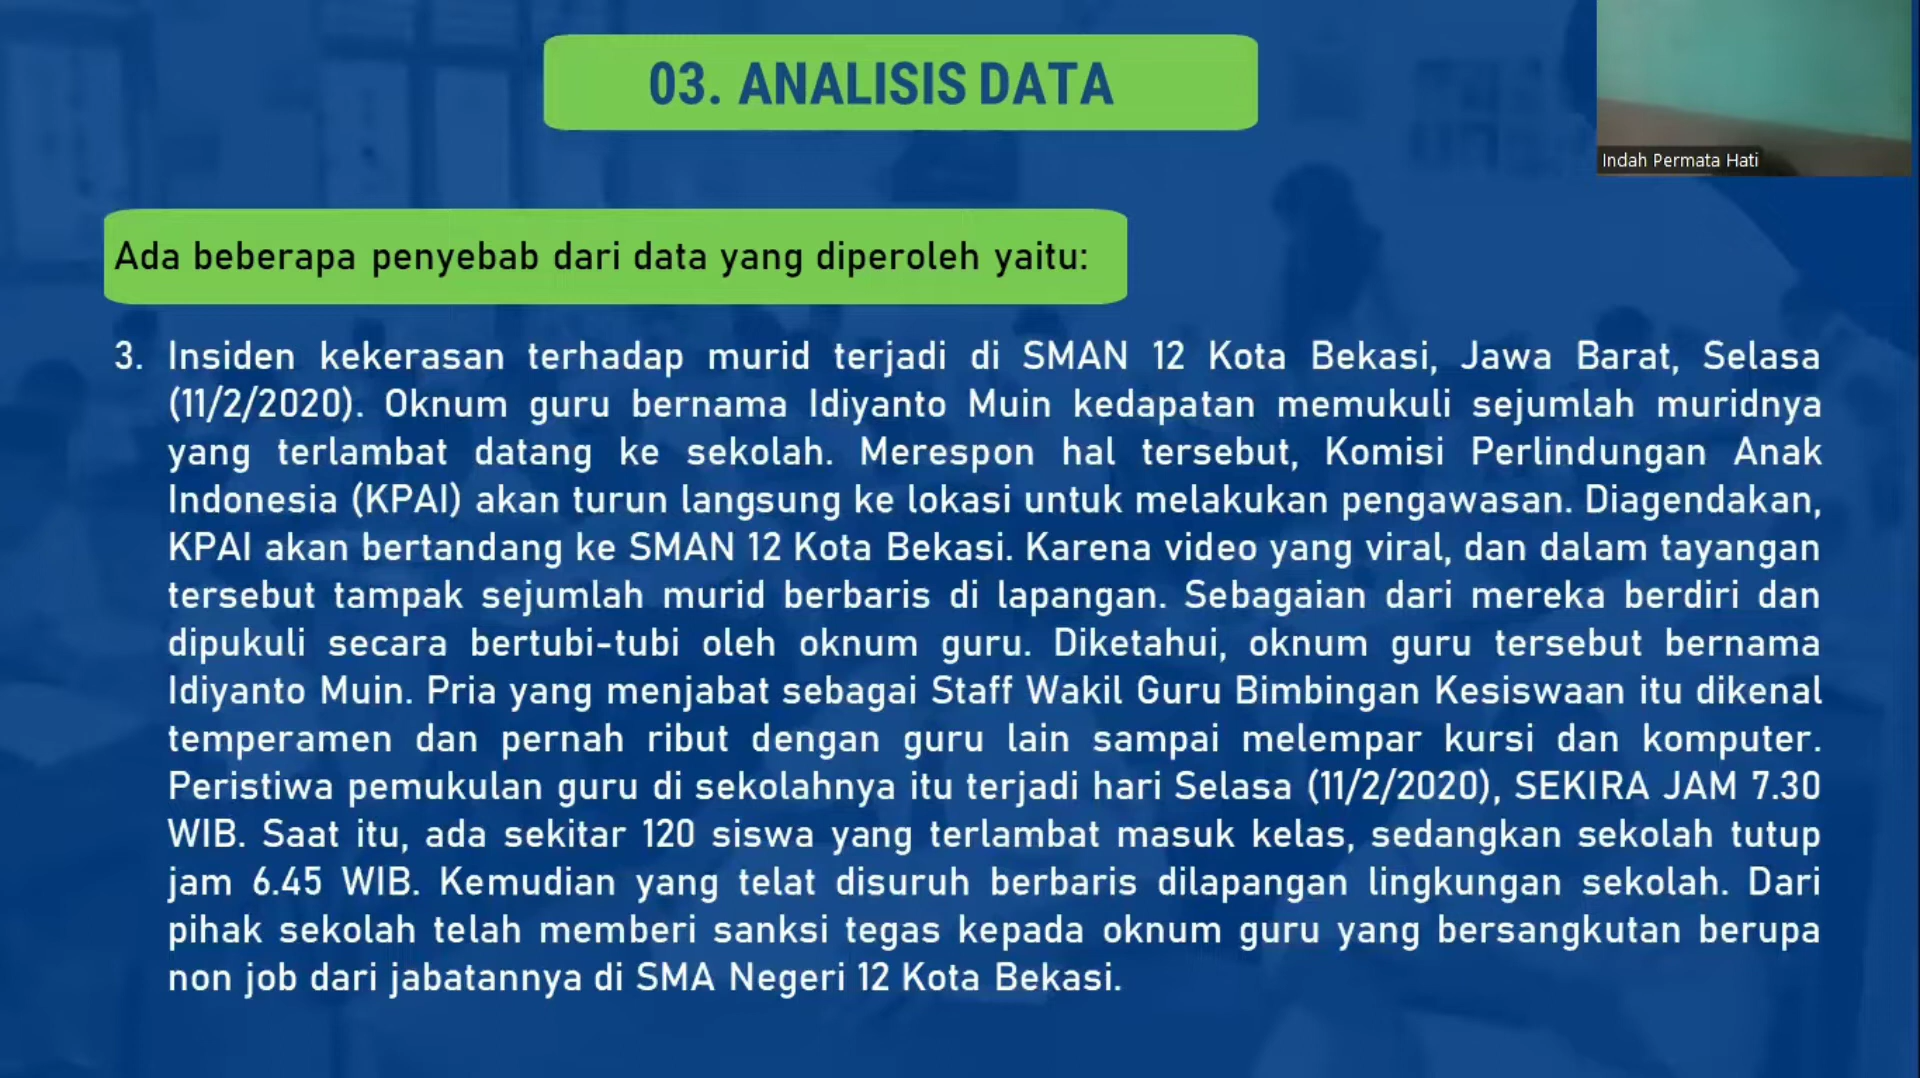 03. ANALISIS DATA
Indah Permata Hati
Ada beberapa penyebab dari data yang diperoleh yaitu:
3. Insiden kekerasan terhadap murid terjadi di SMAN 12 Kota Bekasi, Jawa Barat, Selasa
(11/2/2020). Oknum guru bernama Idiyanto Muin kedapatan memukuli sejumlah muridnya
yang terlambat datang ke sekolah. Merespon hal tersebut, Komisi Perlindungan Anak
Indonesia (KPAI) akan turun langsung ke lokasi untuk melakukan pengawasan. Diagendakan,
KPAI akan bertandang ke SMAN 12 Kota Bekasi. Karena video yang viral, dan dalam tayangan
tersebut tampak sejumlah murid berbaris di lapangan. Sebagaian dari mereka berdiri dan
dipukuli secara bertubi-tubi oleh oknum guru. Diketahui, oknum guru tersebut bernama
Idiyanto Muin. Pria yang menjabat sebagai Staff Wakil Guru Bimbingan Kesiswaan itu dikenal
temperamen dan pernah ribut dengan guru lain sampai melempar kursi dan komputer.
Peristiwa pemukulan guru di sekolahnya itu terjadi hari Selasa (11/2/2020), SEKIRA JAM 7.30
WIB. Saat itu, ada sekitar 120 siswa yang terlambat masuk kelas, sedangkan sekolah tutup
jam 6.45 WIB. Kemudian yang telat disuruh berbaris dilapangan lingkungan sekolah. Dari
pihak sekolah telah memberi sanksi tegas kepada oknum guru yang bersangkutan berupa
non job dari jabatannya di SMA Negeri 12 Kota Bekasi.